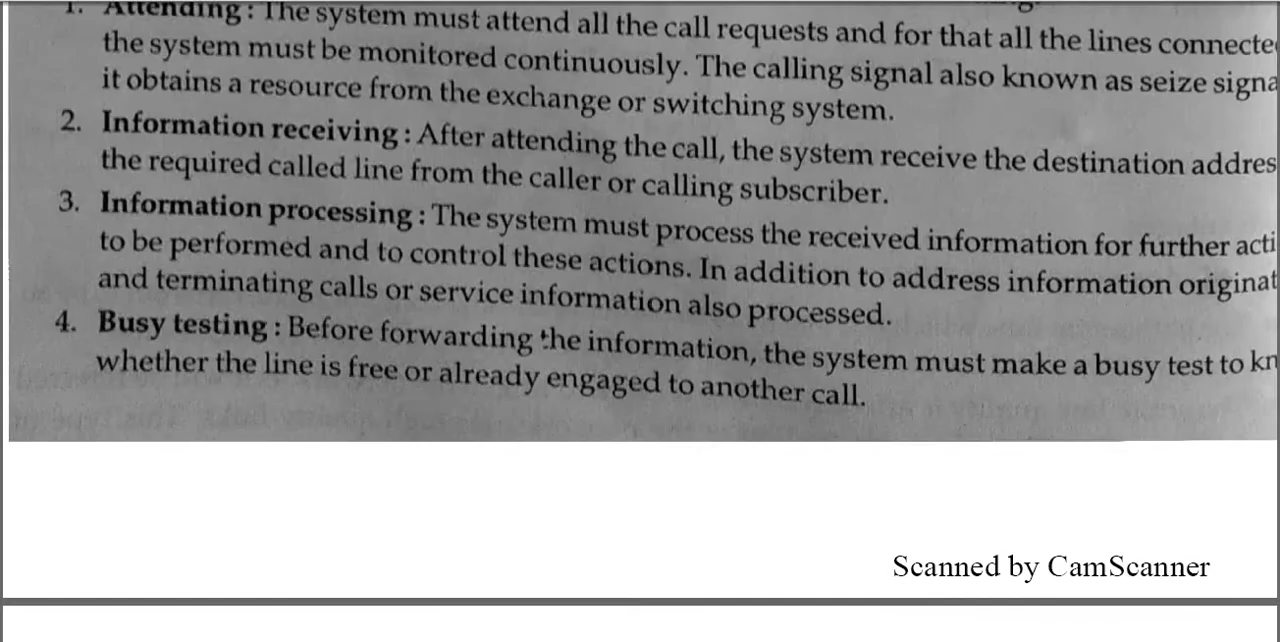 1. Attending : The system must attend all the call requests and for that all the lines connecte
the system must be monitored continuously. The calling signal also known as seize signa
it obtains a resource from the exchange or switching system.
2. Information receiving : After attending the call, the system receive the destination addres
the required called line from the caller or calling subscriber.
3. Information processing : The system must process the received information for further acti
to be performed and to control these actions. In addition to address information originat
and terminating calls or service information also processed.
4. Busy testing : Before forwarding the information, the system must make a busy test to kn
whether the line is free or already engaged to another call.
Scanned by CamScanner